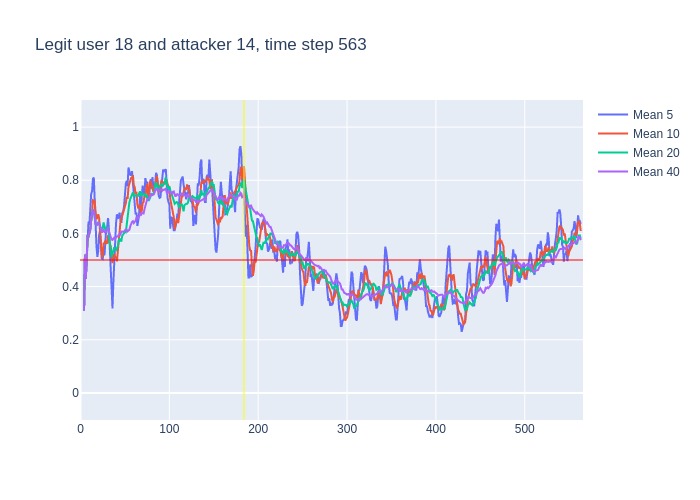 Legit user 18 and attacker 14, time step 563
1
0.8
0.6
0.4
0.2
0
0 100 200 300 400 500
Mean 5
Mean 10
Mean 20
Mean 40